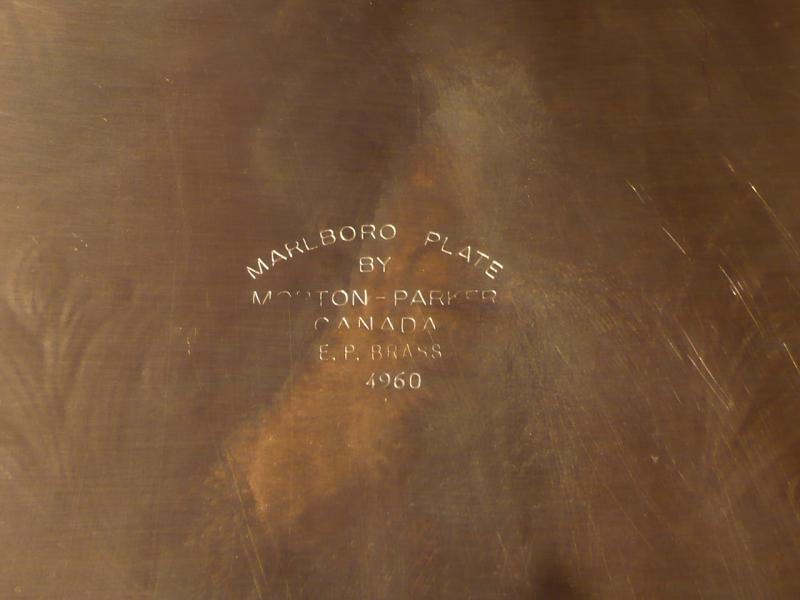 MARLBORO PLATE
BY
MORTON-PARKER
CANADA
E.P. BRASS
4960